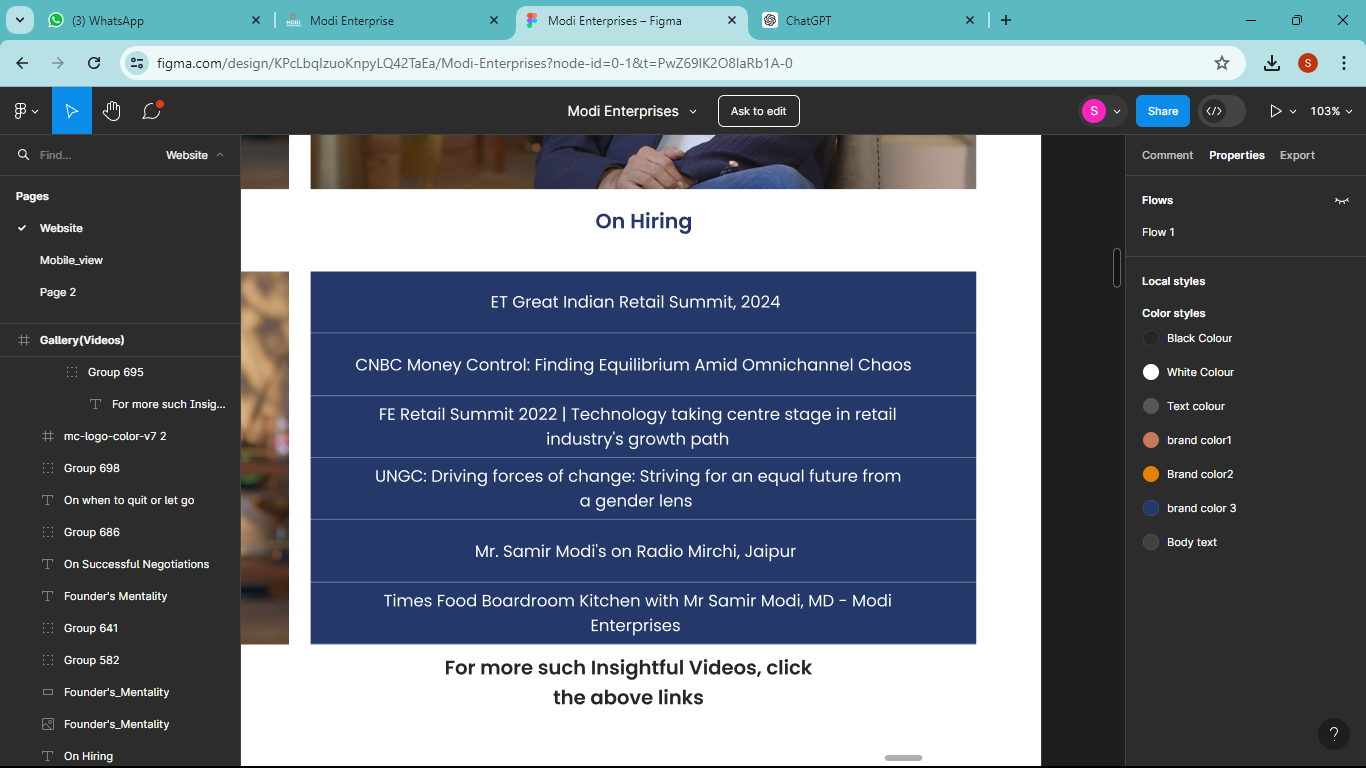 (3) WhatsApp
Modi Enterprise
Modi Enterprises – Figma
ChatGPT
figma.com/design/KPcLbqIzuoKnpyLQ42TaEa/Modi-Enterprises?node-id=0-1&t=PwZ69IK2O8IaRb1A-0
S
Modi Enterprises
Ask to edit
S
Share
103%
Find...
Website
Pages
Website
Mobile_view
Page 2
Gallery(Videos)
Group 695
For more such Insig...
mc-logo-color-v7 2
Group 698
On when to quit or let go
Group 686
On Successful Negotiations
Founder's Mentality
Group 641
Group 582
Founder's_Mentality
Founder's_Mentality
On Hiring
On Hiring
ET Great Indian Retail Summit, 2024
CNBC Money Control: Finding Equilibrium Amid Omnichannel Chaos
FE Retail Summit 2022 | Technology taking centre stage in retail
industry's growth path
UNGC: Driving forces of change: Striving for an equal future from
a gender lens
Mr. Samir Modi's on Radio Mirchi, Jaipur
Times Food Boardroom Kitchen with Mr Samir Modi, MD - Modi
Enterprises
For more such Insightful Videos, click
the above links
Comment
Properties
Export
Flows
Flow 1
Local styles
Color styles
Black Colour
White Colour
Text colour
brand color1
Brand color2
brand color 3
Body text
?